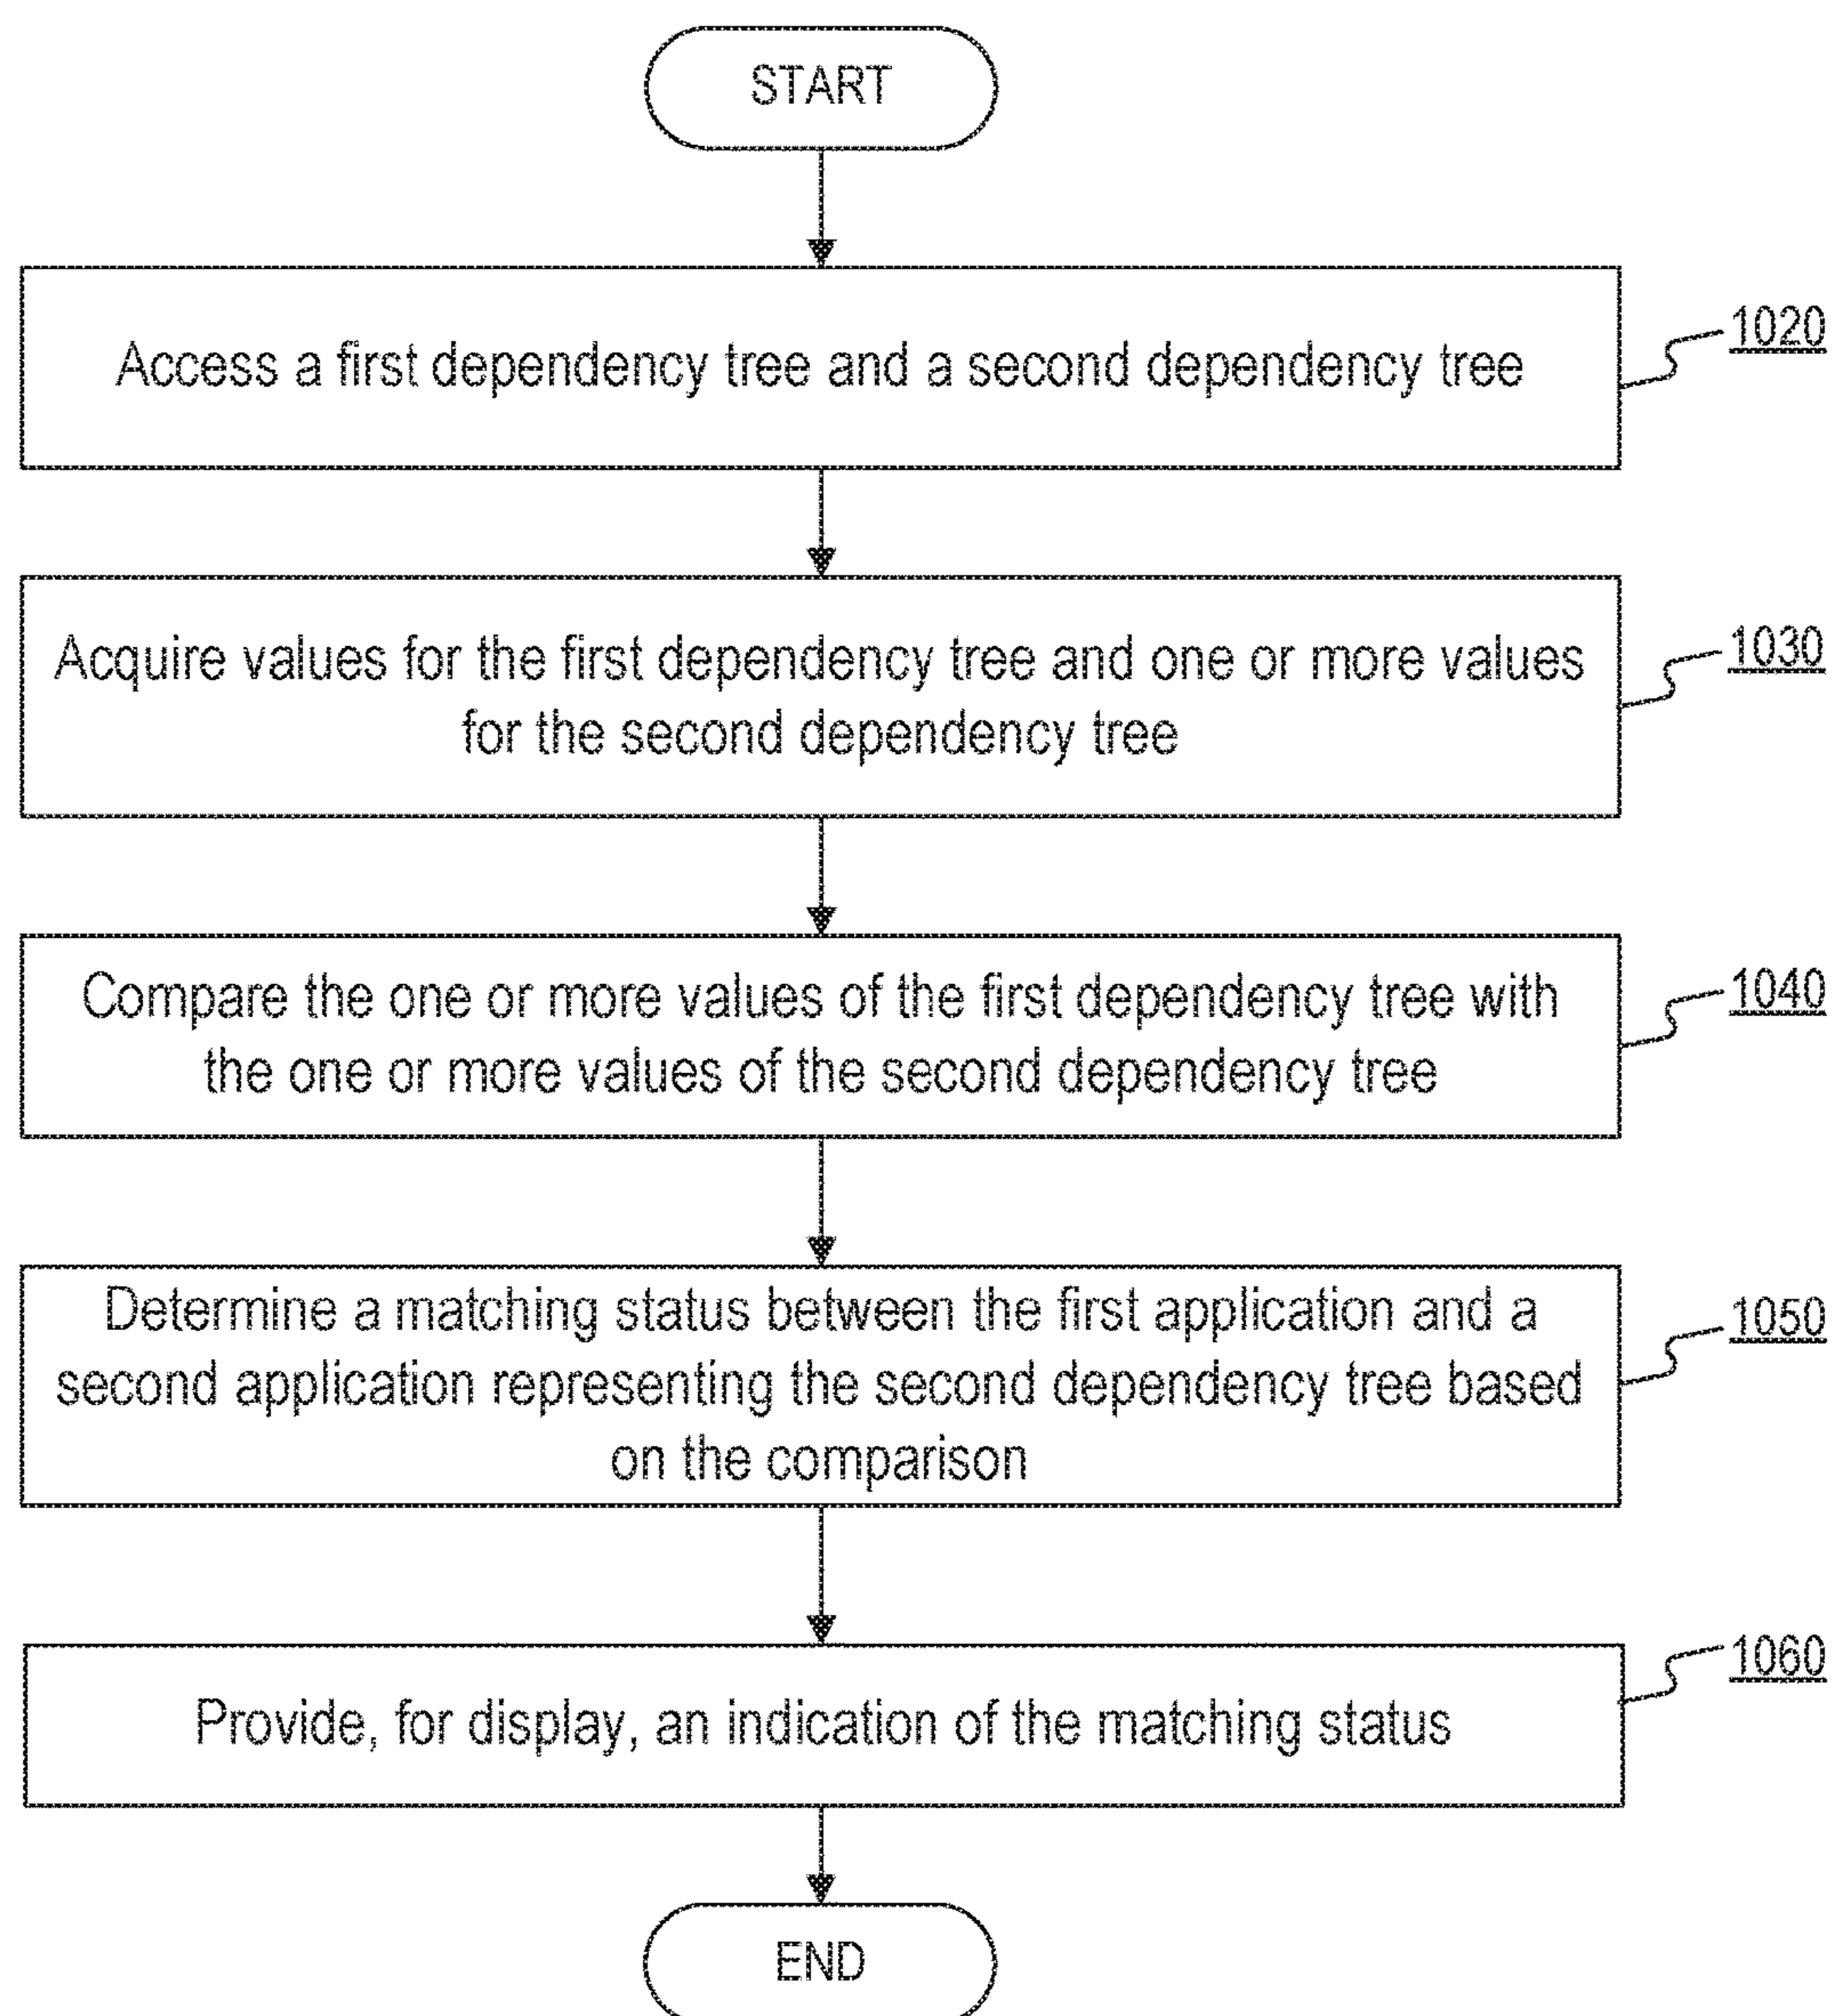 START
Access a first dependency tree and a second dependency tree
1020
Acquire values for the first dependency tree and one or more values
for the second dependency tree
1030
Compare the one or more values of the first dependency tree with
the one or more values of the second dependency tree
1040
Determine a matching status between the first application and a
second application representing the second dependency tree based
on the comparison
1050
Provide, for display, an indication of the matching status
1060
END